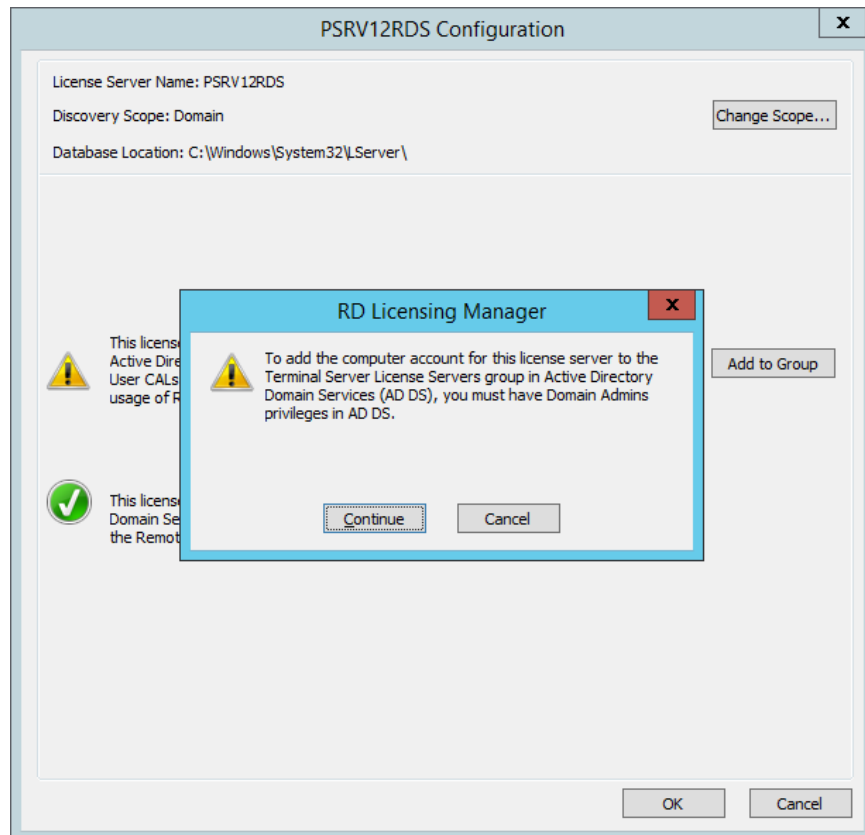 PSRV12RDS Configuration
x
License Server Name: PSRV12RDS
Discovery Scope: Domain
Change Scope...
Database Location: C:\Windows\System32\LServer\
RD Licensing Manager
x
This license
Active Dire
User CALs
usage of R
To add the computer account for this license server to the
Terminal Server License Servers group in Active Directory
Domain Services (AD DS), you must have Domain Admins
privileges in AD DS.
Add to Group
This license
Domain Se
the Remot
Continue
Cancel
OK
Cancel